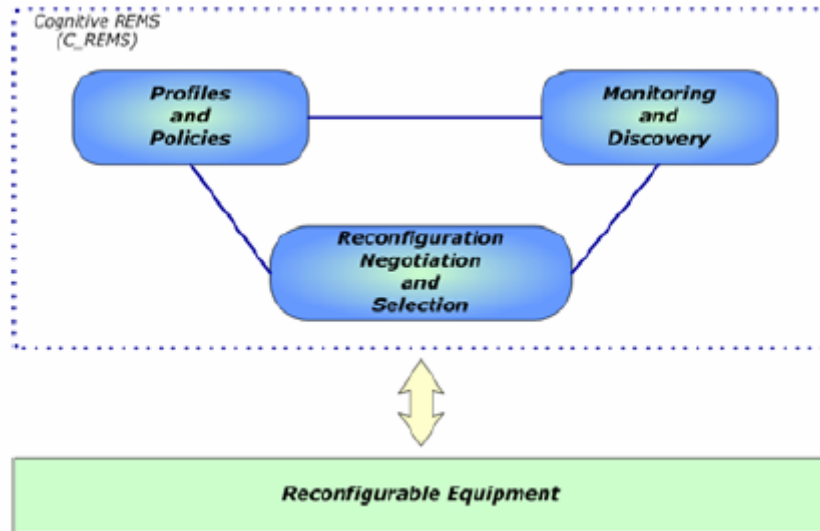 Cognitive REMS
(C_REMS)
Profiles
and
Policies
Monitoring
and
Discovery
Reconfiguration
Negotiation
and
Selection
Reconfigurable Equipment